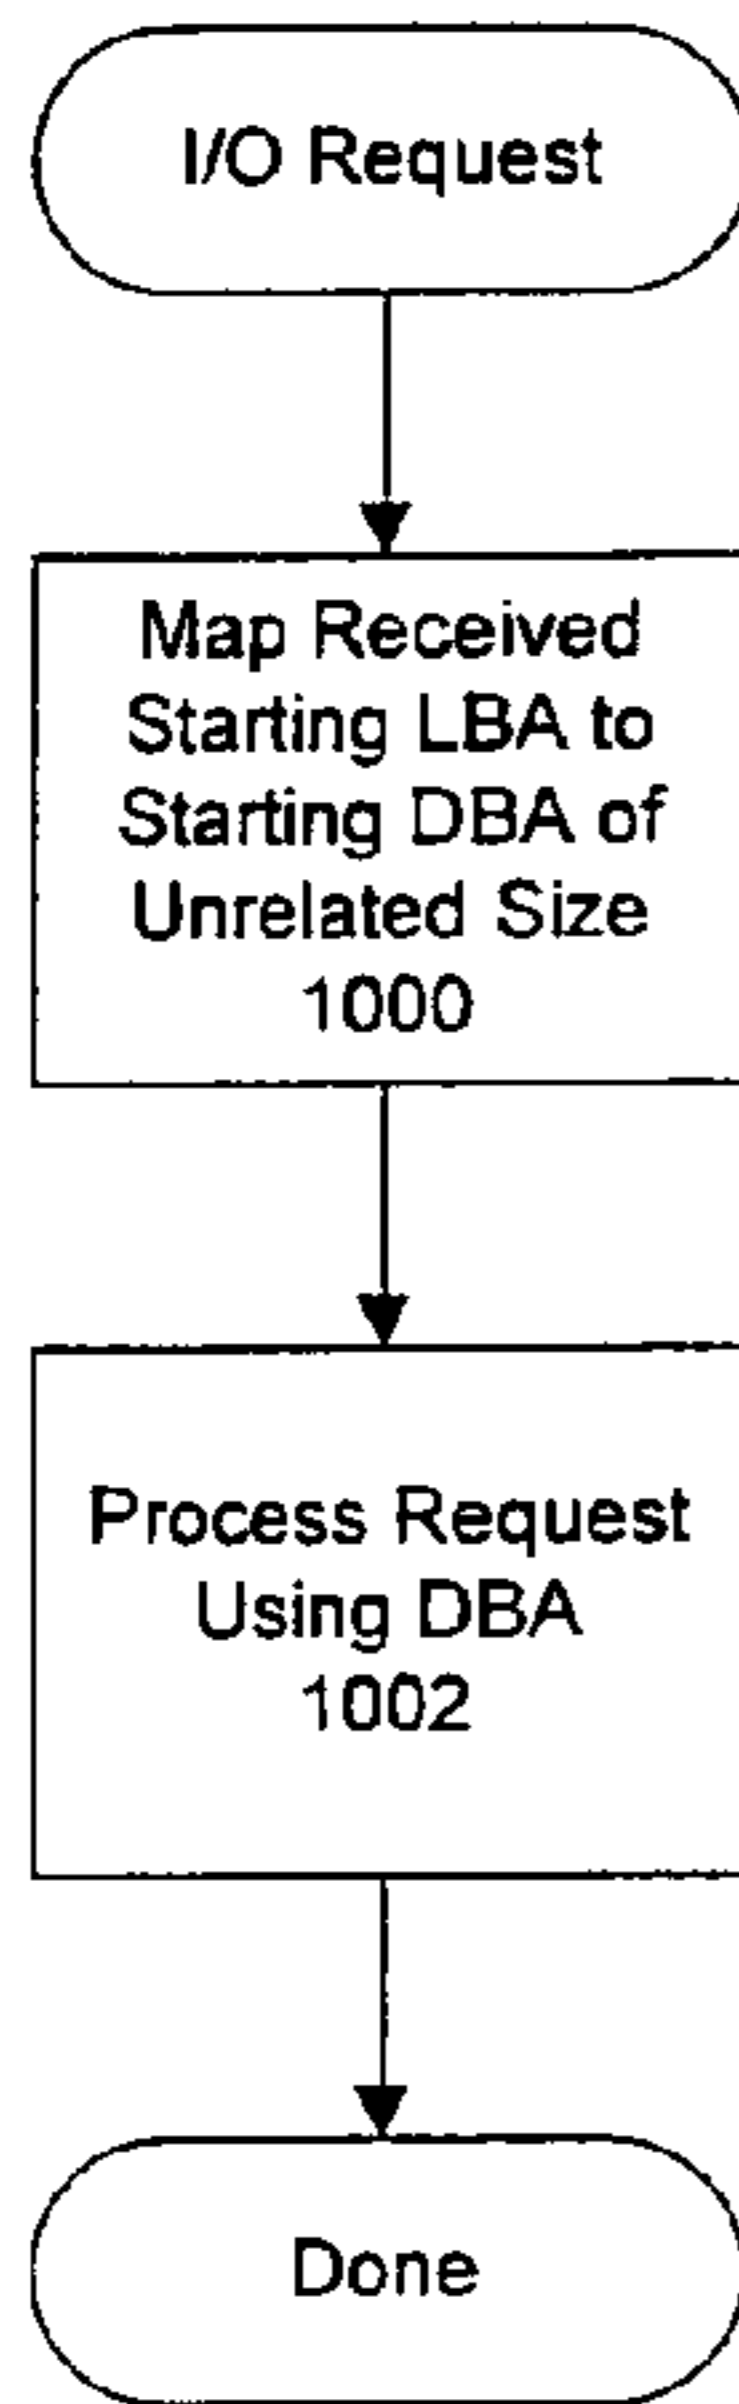 I/O Request
Map Received
Starting LBA to
Starting DBA of
Unrelated Size
1000
Process Request
Using DBA
1002
Done